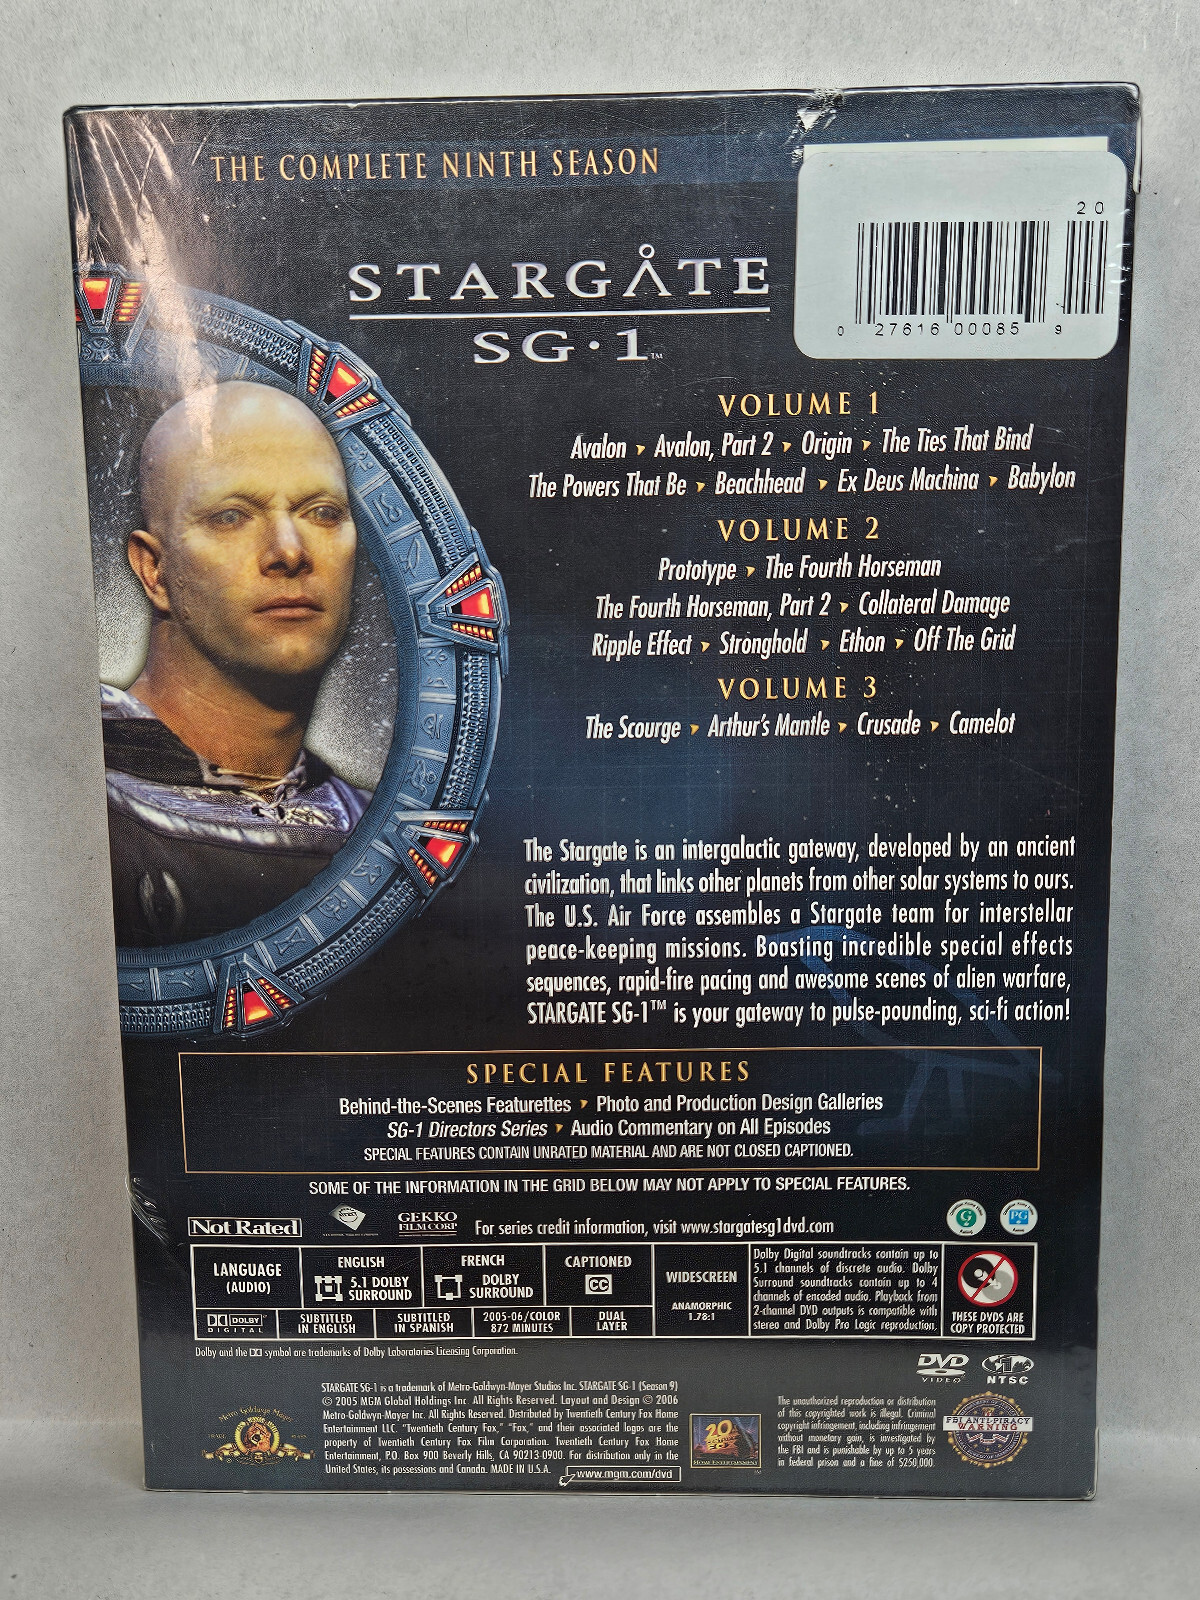 THE COMPLETE NINTH SEASON
20
0 27616 00085 9
STARGATE
SG·1™
VOLUME 1
Avalon Avalon, Part 2 Origin The Ties That Bind
The Powers That Be Beachhead Ex Deus Machina Babylon
VOLUME 2
Prototype The Fourth Horseman
The Fourth Horseman, Part 2 Collateral Damage
Ripple Effect Stronghold Ethon Off The Grid
VOLUME 3
The Scourge Arthur's Mantle Crusade Camelot
The Stargate is an intergalactic gateway, developed by an ancient
civilization, that links other planets from other solar systems to ours.
The U.S. Air Force assembles a Stargate team for interstellar
peace-keeping missions. Boasting incredible special effects
sequences, rapid-fire pacing and awesome scenes of alien warfare,
STARGATE SG-1™ is your gateway to pulse-pounding, sci-fi action!
SPECIAL FEATURES
Behind-the-Scenes Featurettes Photo and Production Design Galleries
SG-1 Directors Series Audio Commentary on All Episodes
SPECIAL FEATURES CONTAIN UNRATED MATERIAL AND ARE NOT CLOSED CAPTIONED.
SOME OF THE INFORMATION IN THE GRID BELOW MAY NOT APPLY TO SPECIAL FEATURES.
Not Rated
GEKKO
FILM CORP
For series credit information, visit www.stargatesg1dvd.com
G
PG
LANGUAGE
(AUDIO)
ENGLISH
5.1 DOLBY
SURROUND
FRENCH
DOLBY
SURROUND
CAPTIONED
CC
DOLBY
DIGITAL
SUBTITLED
IN ENGLISH
SUBTITLED
IN SPANISH
2005-06/COLOR
872 MINUTES
DUAL
LAYER
WIDESCREEN
ANAMORPHIC
1.78:1
Dolby Digital soundtracks contain up to
5.1 channels of discrete audio. Dolby
Surround soundtracks contain up to 4
channels of encoded audio. Playback from
2-channel DVD outputs is compatible with
stereo and Dolby Pro Logic reproduction.
THESE DVDS ARE
COPY PROTECTED
Dolby and the DD symbol are trademarks of Dolby Laboratories Licensing Corporation.
DVD
VIDEO
NTSC
Metro Goldwyn Mayer
STARGATE SG-1 is a trademark of Metro-Goldwyn-Mayer Studios Inc. STARGATE SG-1 (Season 9)
© 2005 MGM Global Holdings Inc. All Rights Reserved. Layout and Design © 2006
Metro-Goldwyn-Mayer Inc. All Rights Reserved. Distributed by Twentieth Century Fox Home
Entertainment LLC. "Twentieth Century Fox," "Fox," and their associated logos are the
property of Twentieth Century Fox Film Corporation. Twentieth Century Fox Home
Entertainment, P.O. Box 900 Beverly Hills, CA 90213-0900. For distribution only in the
United States, its possessions and Canada. MADE IN U.S.A.
www.mgm.com/dvd
20
CENTURY
FOX
HOME ENTERTAINMENT
The unauthorized reproduction or distribution
of this copyrighted work is illegal. Criminal
copyright infringement, including infringement
without monetary gain, is investigated by
the FBI and is punishable by up to 5 years
in federal prison and a fine of $250,000.
FBI ANTI-PIRACY
WARNING